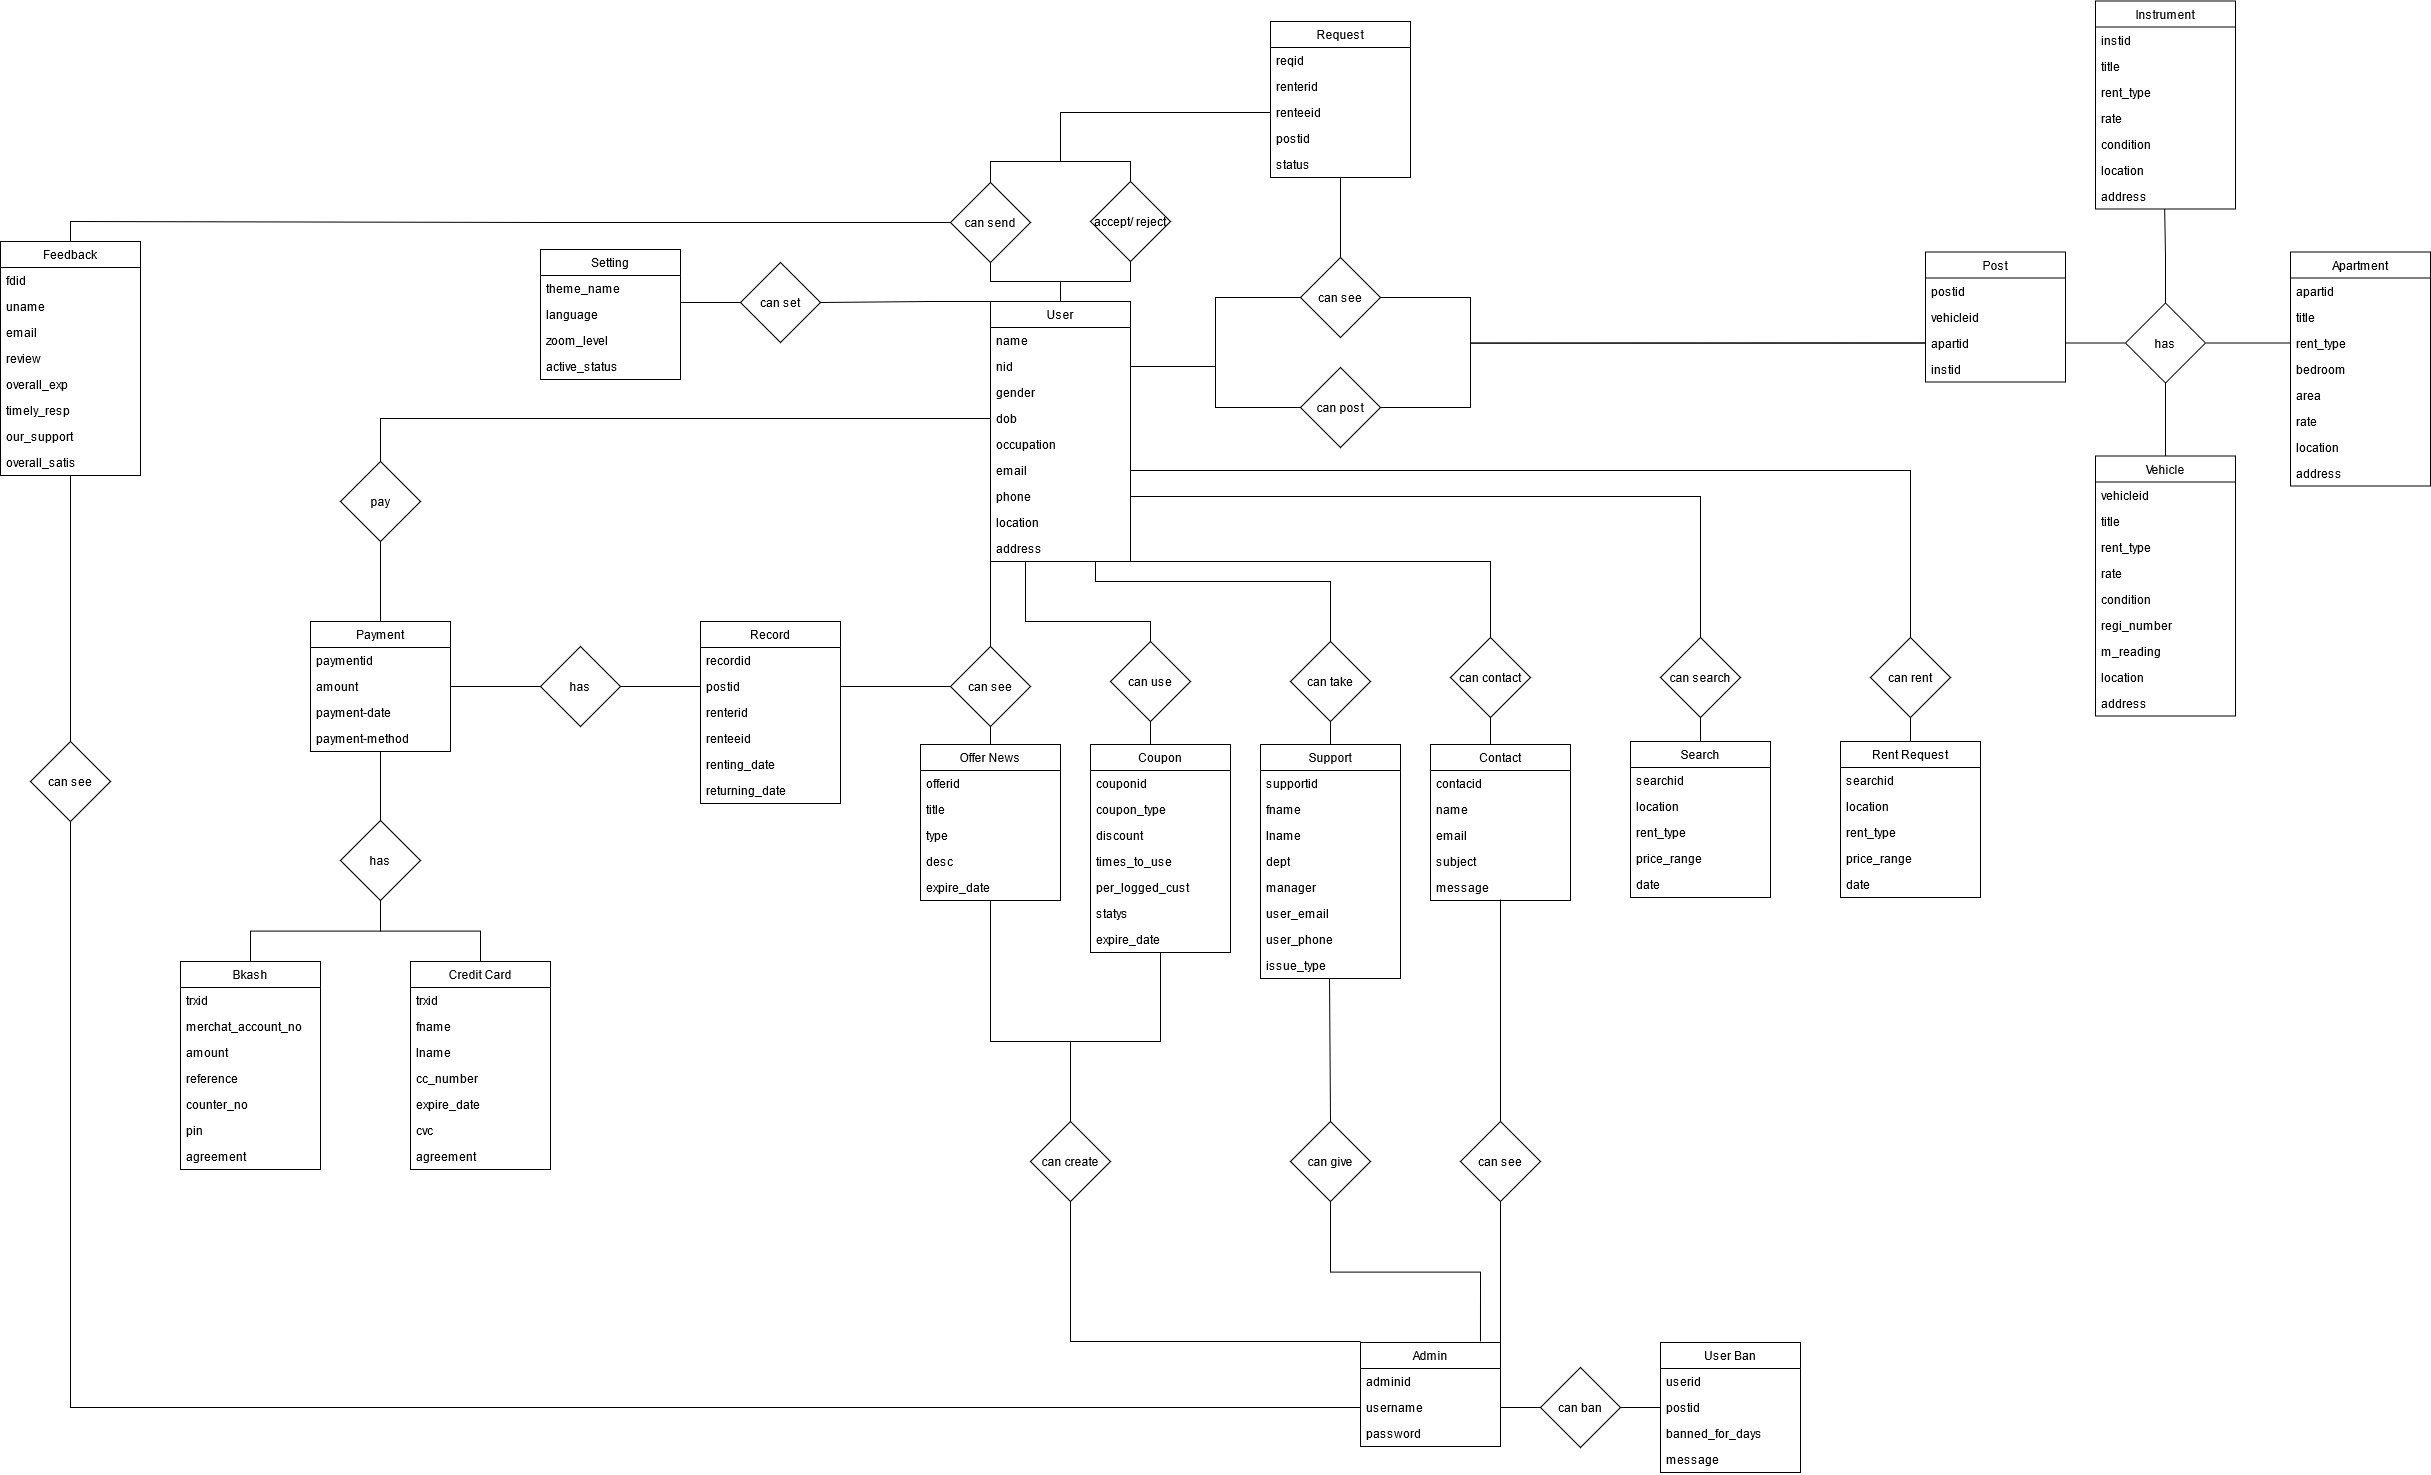 Instrument
instid
title
rent_type
rate
condition
location
address
Request
reqid
renterid
renteeid
postid
status
can send
accept/ reject
Feedback
fdid
uname
email
review
overall_exp
timely_resp
our_support
overall_satis
Setting
theme_name
language
zoom_level
active_status
can set
User
name
nid
gender
dob
occupation
email
phone
location
address
can see
can post
Post
postid
vehicleid
apartid
instid
has
Apartment
apartid
title
rent_type
bedroom
area
rate
location
address
Vehicle
vehicleid
title
rent_type
rate
condition
regi_number
m_reading
location
address
pay
Payment
paymentid
amount
payment-date
payment-method
has
Record
recordid
postid
renterid
renteeid
renting_date
returning_date
can see
can use
can take
can contact
can search
can rent
can see
Offer News
offerid
title
type
desc
expire_date
Coupon
couponid
coupon_type
discount
times_to_use
per_logged_cust
statys
expire_date
Support
supportid
fname
lname
dept
manager
user_email
user_phone
issue_type
Contact
contacid
name
email
subject
message
Search
searchid
location
rent_type
price_range
date
Rent Request
searchid
location
rent_type
price_range
date
has
Bkash
trxid
merchat_account_no
amount
reference
counter_no
pin
agreement
Credit Card
trxid
fname
lname
cc_number
expire_date
cvc
agreement
can create
can give
can see
Admin
adminid
username
password
can ban
User Ban
userid
postid
banned_for_days
message